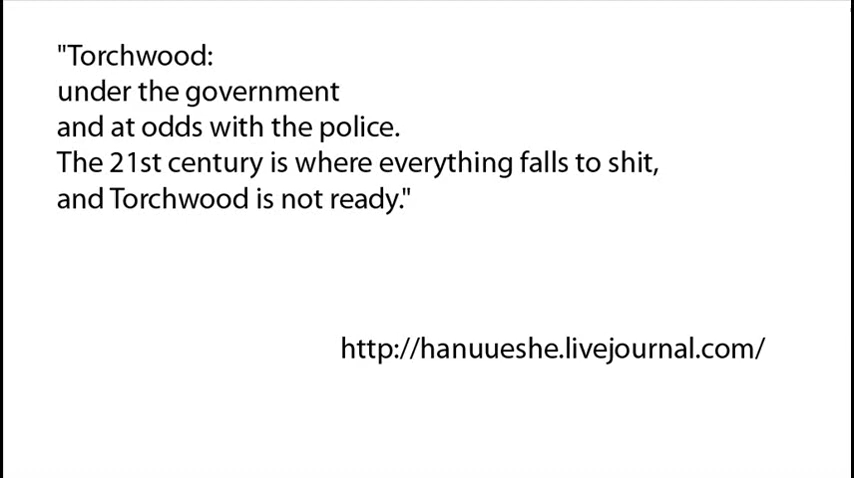 "Torchwood:
under the government
and at odds with the police.
The 21st century is where everything falls to shit,
and Torchwood is not ready."
http://hanuueshe.livejournal.com/